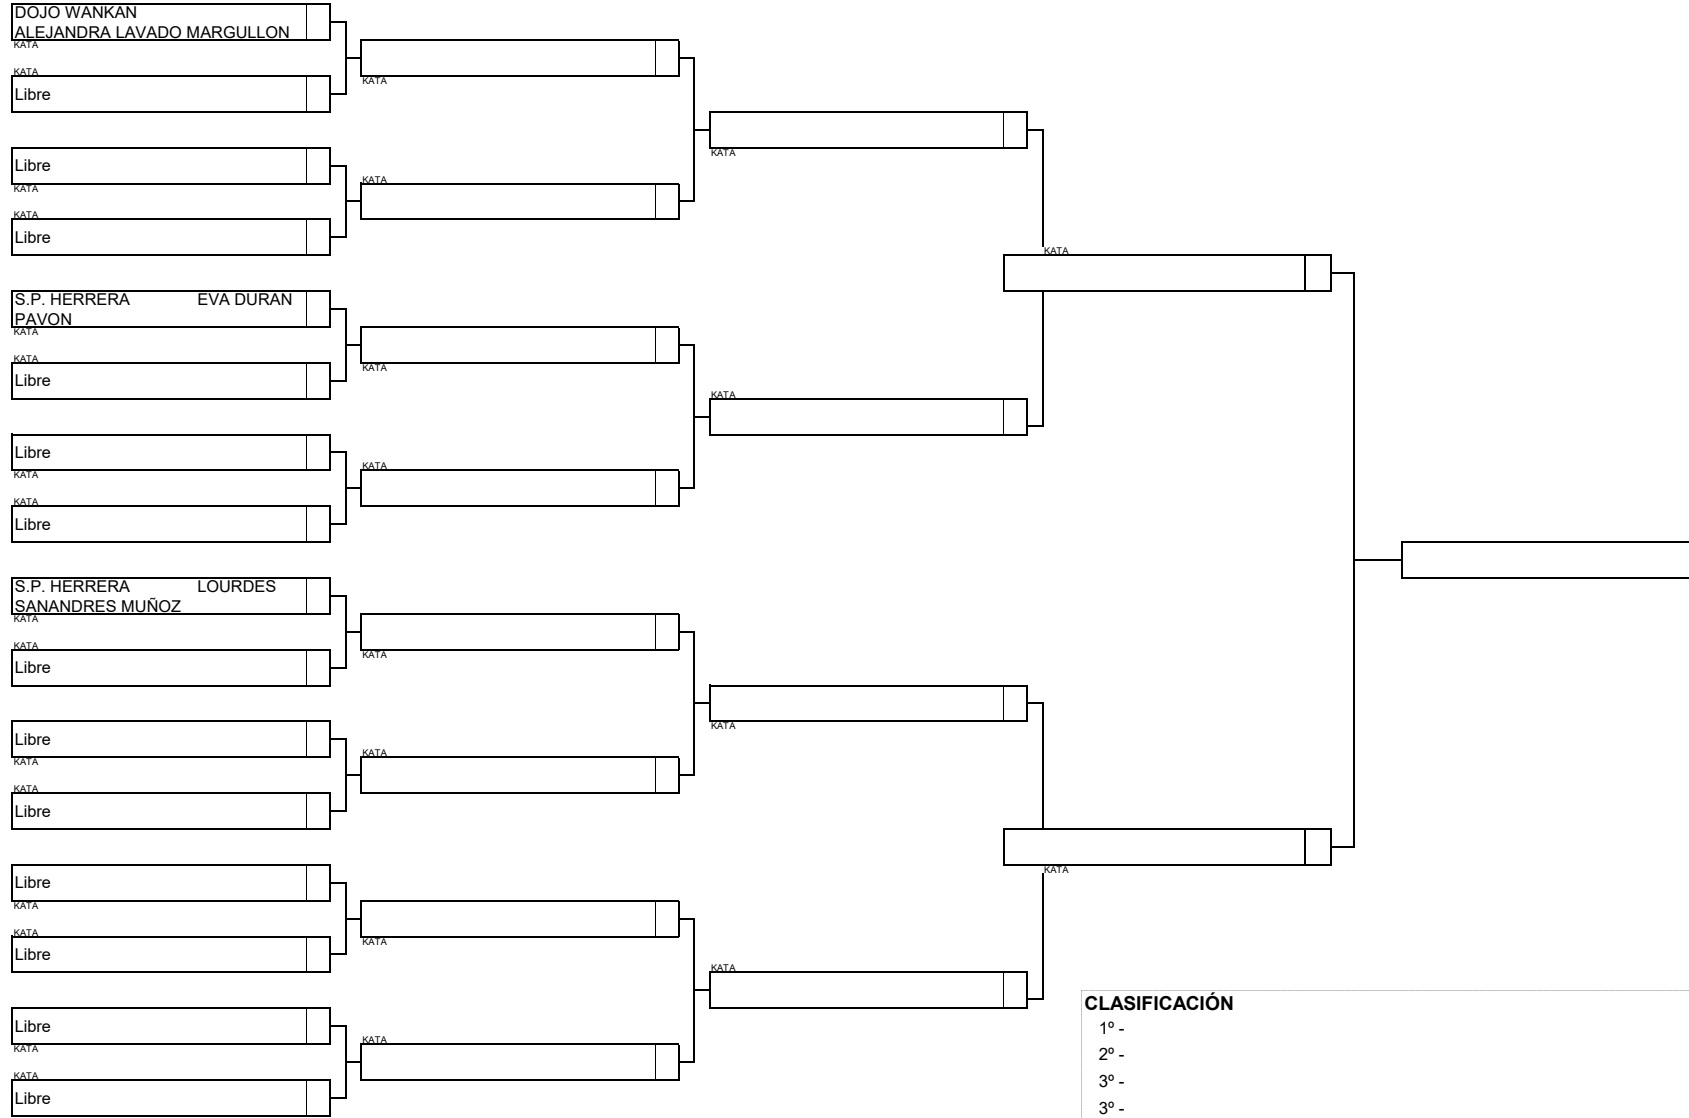 DOJO WANKAN
ALEJANDRA LAVADO MARGULLON
KATA
KATA
Libre
Libre
KATA
KATA
Libre
S.P. HERRERA EVA DURAN
PAVON
KATA
KATA
Libre
Libre
KATA
KATA
Libre
S.P. HERRERA LOURDES
SANANDRES MUÑOZ
KATA
KATA
Libre
Libre
KATA
KATA
Libre
Libre
KATA
KATA
Libre
Libre
KATA
KATA
Libre
KATA
KATA
KATA
KATA
KATA
KATA
KATA
KATA
KATA
KATA
KATA
KATA
KATA
KATA
CLASIFICACIÓN
1º -
2º -
3º -
3º -